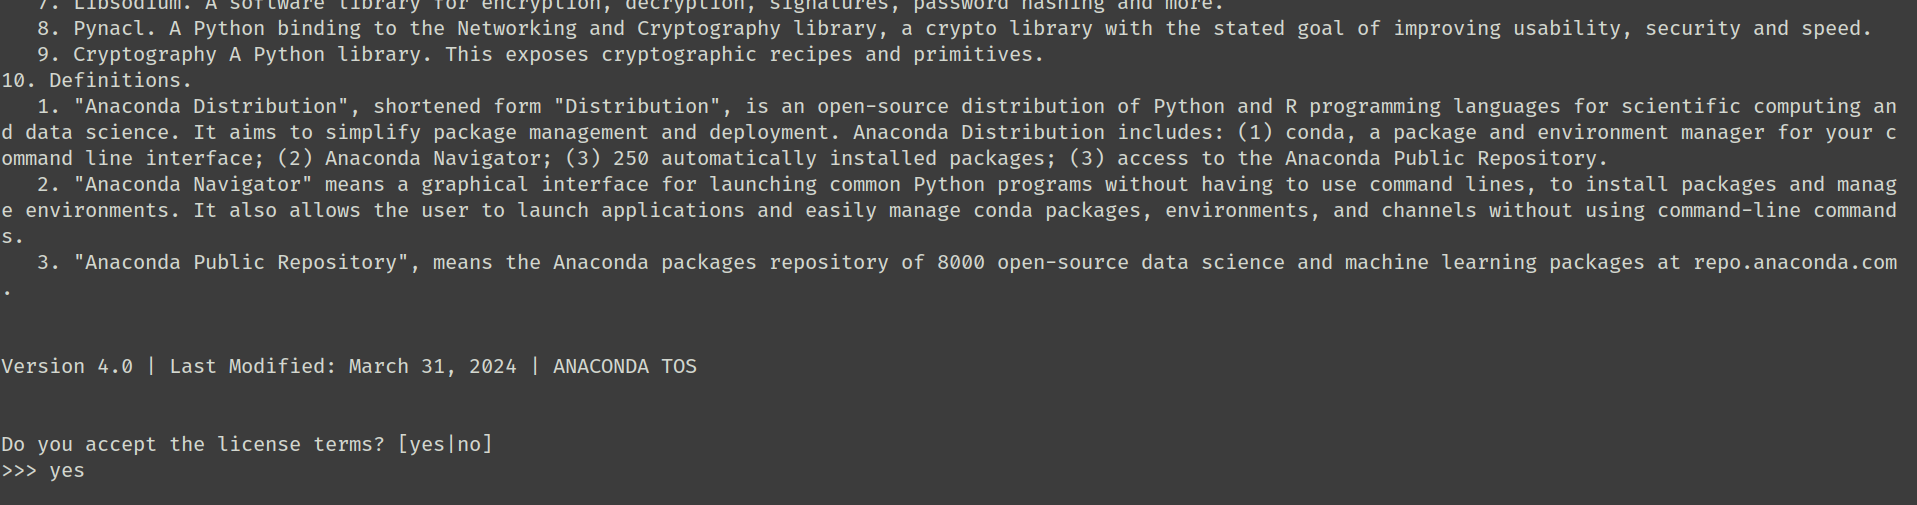 7. Libsodium. A software library for encryption, decryption, signatures, password hashing and more.
8. Pynacl. A Python binding to the Networking and Cryptography library, a crypto library with the stated goal of improving usability, security and speed.
9. Cryptography A Python library. This exposes cryptographic recipes and primitives.
10. Definitions.
1. "Anaconda Distribution", shortened form "Distribution", is an open-source distribution of Python and R programming languages for scientific computing an
d data science. It aims to simplify package management and deployment. Anaconda Distribution includes: (1) conda, a package and environment manager for your c
ommand line interface; (2) Anaconda Navigator; (3) 250 automatically installed packages; (3) access to the Anaconda Public Repository.
2. "Anaconda Navigator" means a graphical interface for launching common Python programs without having to use command lines, to install packages and manag
e environments. It also allows the user to launch applications and easily manage conda packages, environments, and channels without using command-line command
s.
3. "Anaconda Public Repository", means the Anaconda packages repository of 8000 open-source data science and machine learning packages at repo.anaconda.com
.
Version 4.0 | Last Modified: March 31, 2024 | ANACONDA TOS
Do you accept the license terms? [yes|no]
>>> yes